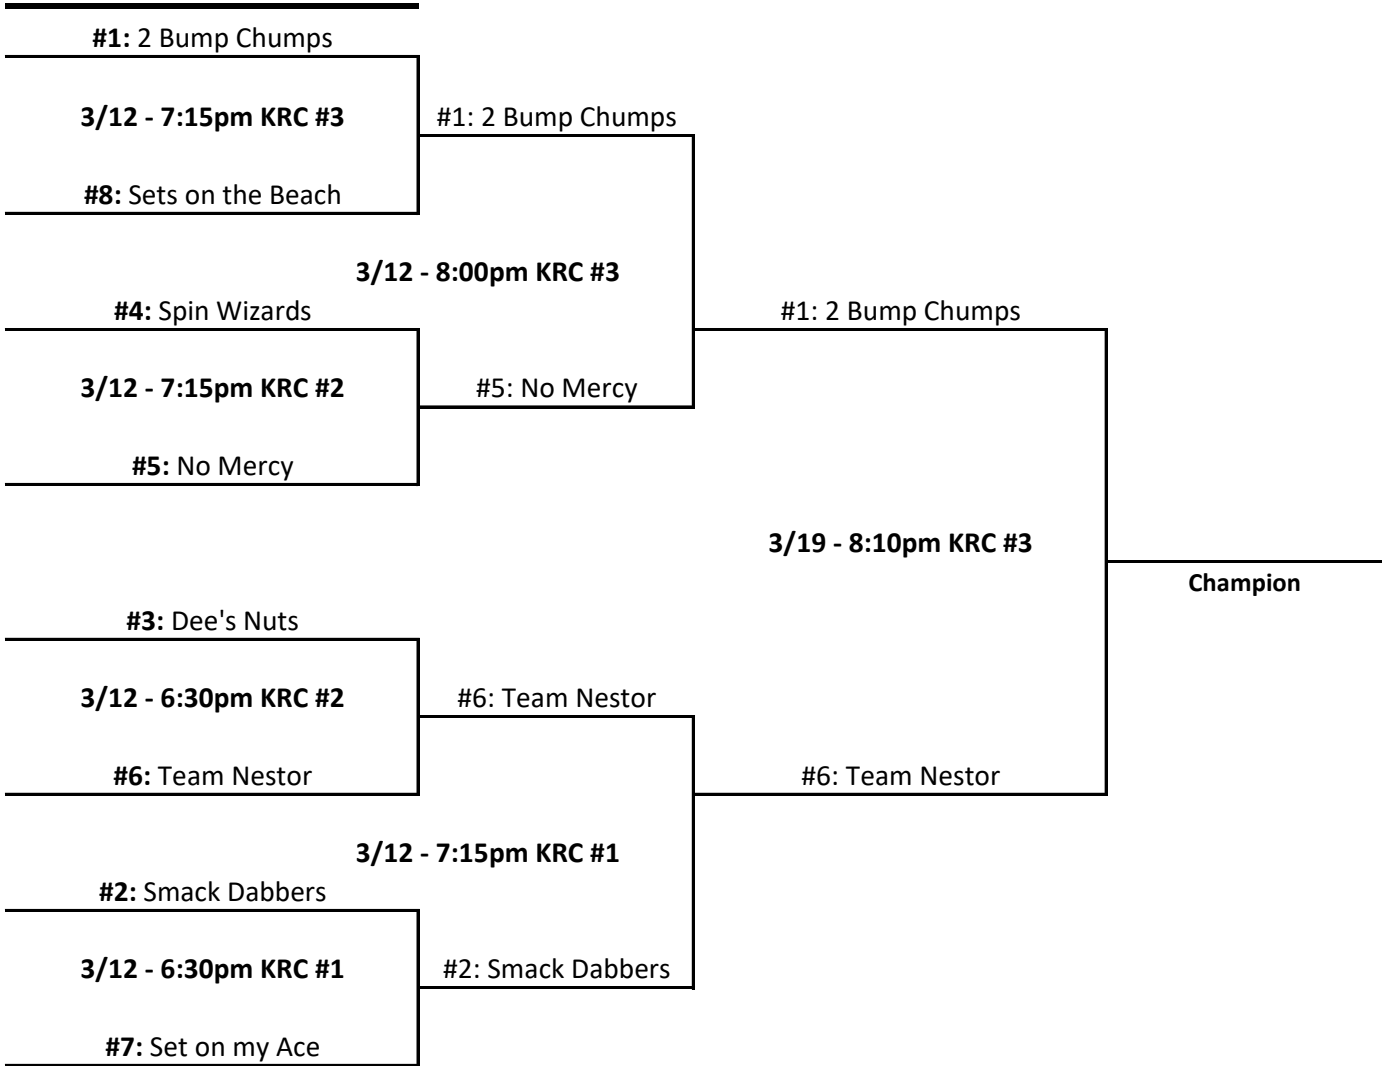 #1: 2 Bump Chumps
3/12 - 7:15pm KRC #3
#1: 2 Bump Chumps
#8: Sets on the Beach
3/12 - 8:00pm KRC #3
#4: Spin Wizards
#1: 2 Bump Chumps
3/12 - 7:15pm KRC #2
#5: No Mercy
#5: No Mercy
3/19 - 8:10pm KRC #3
Champion
#3: Dee's Nuts
3/12 - 6:30pm KRC #2
#6: Team Nestor
#6: Team Nestor
#6: Team Nestor
3/12 - 7:15pm KRC #1
#2: Smack Dabbers
3/12 - 6:30pm KRC #1
#2: Smack Dabbers
#7: Set on my Ace